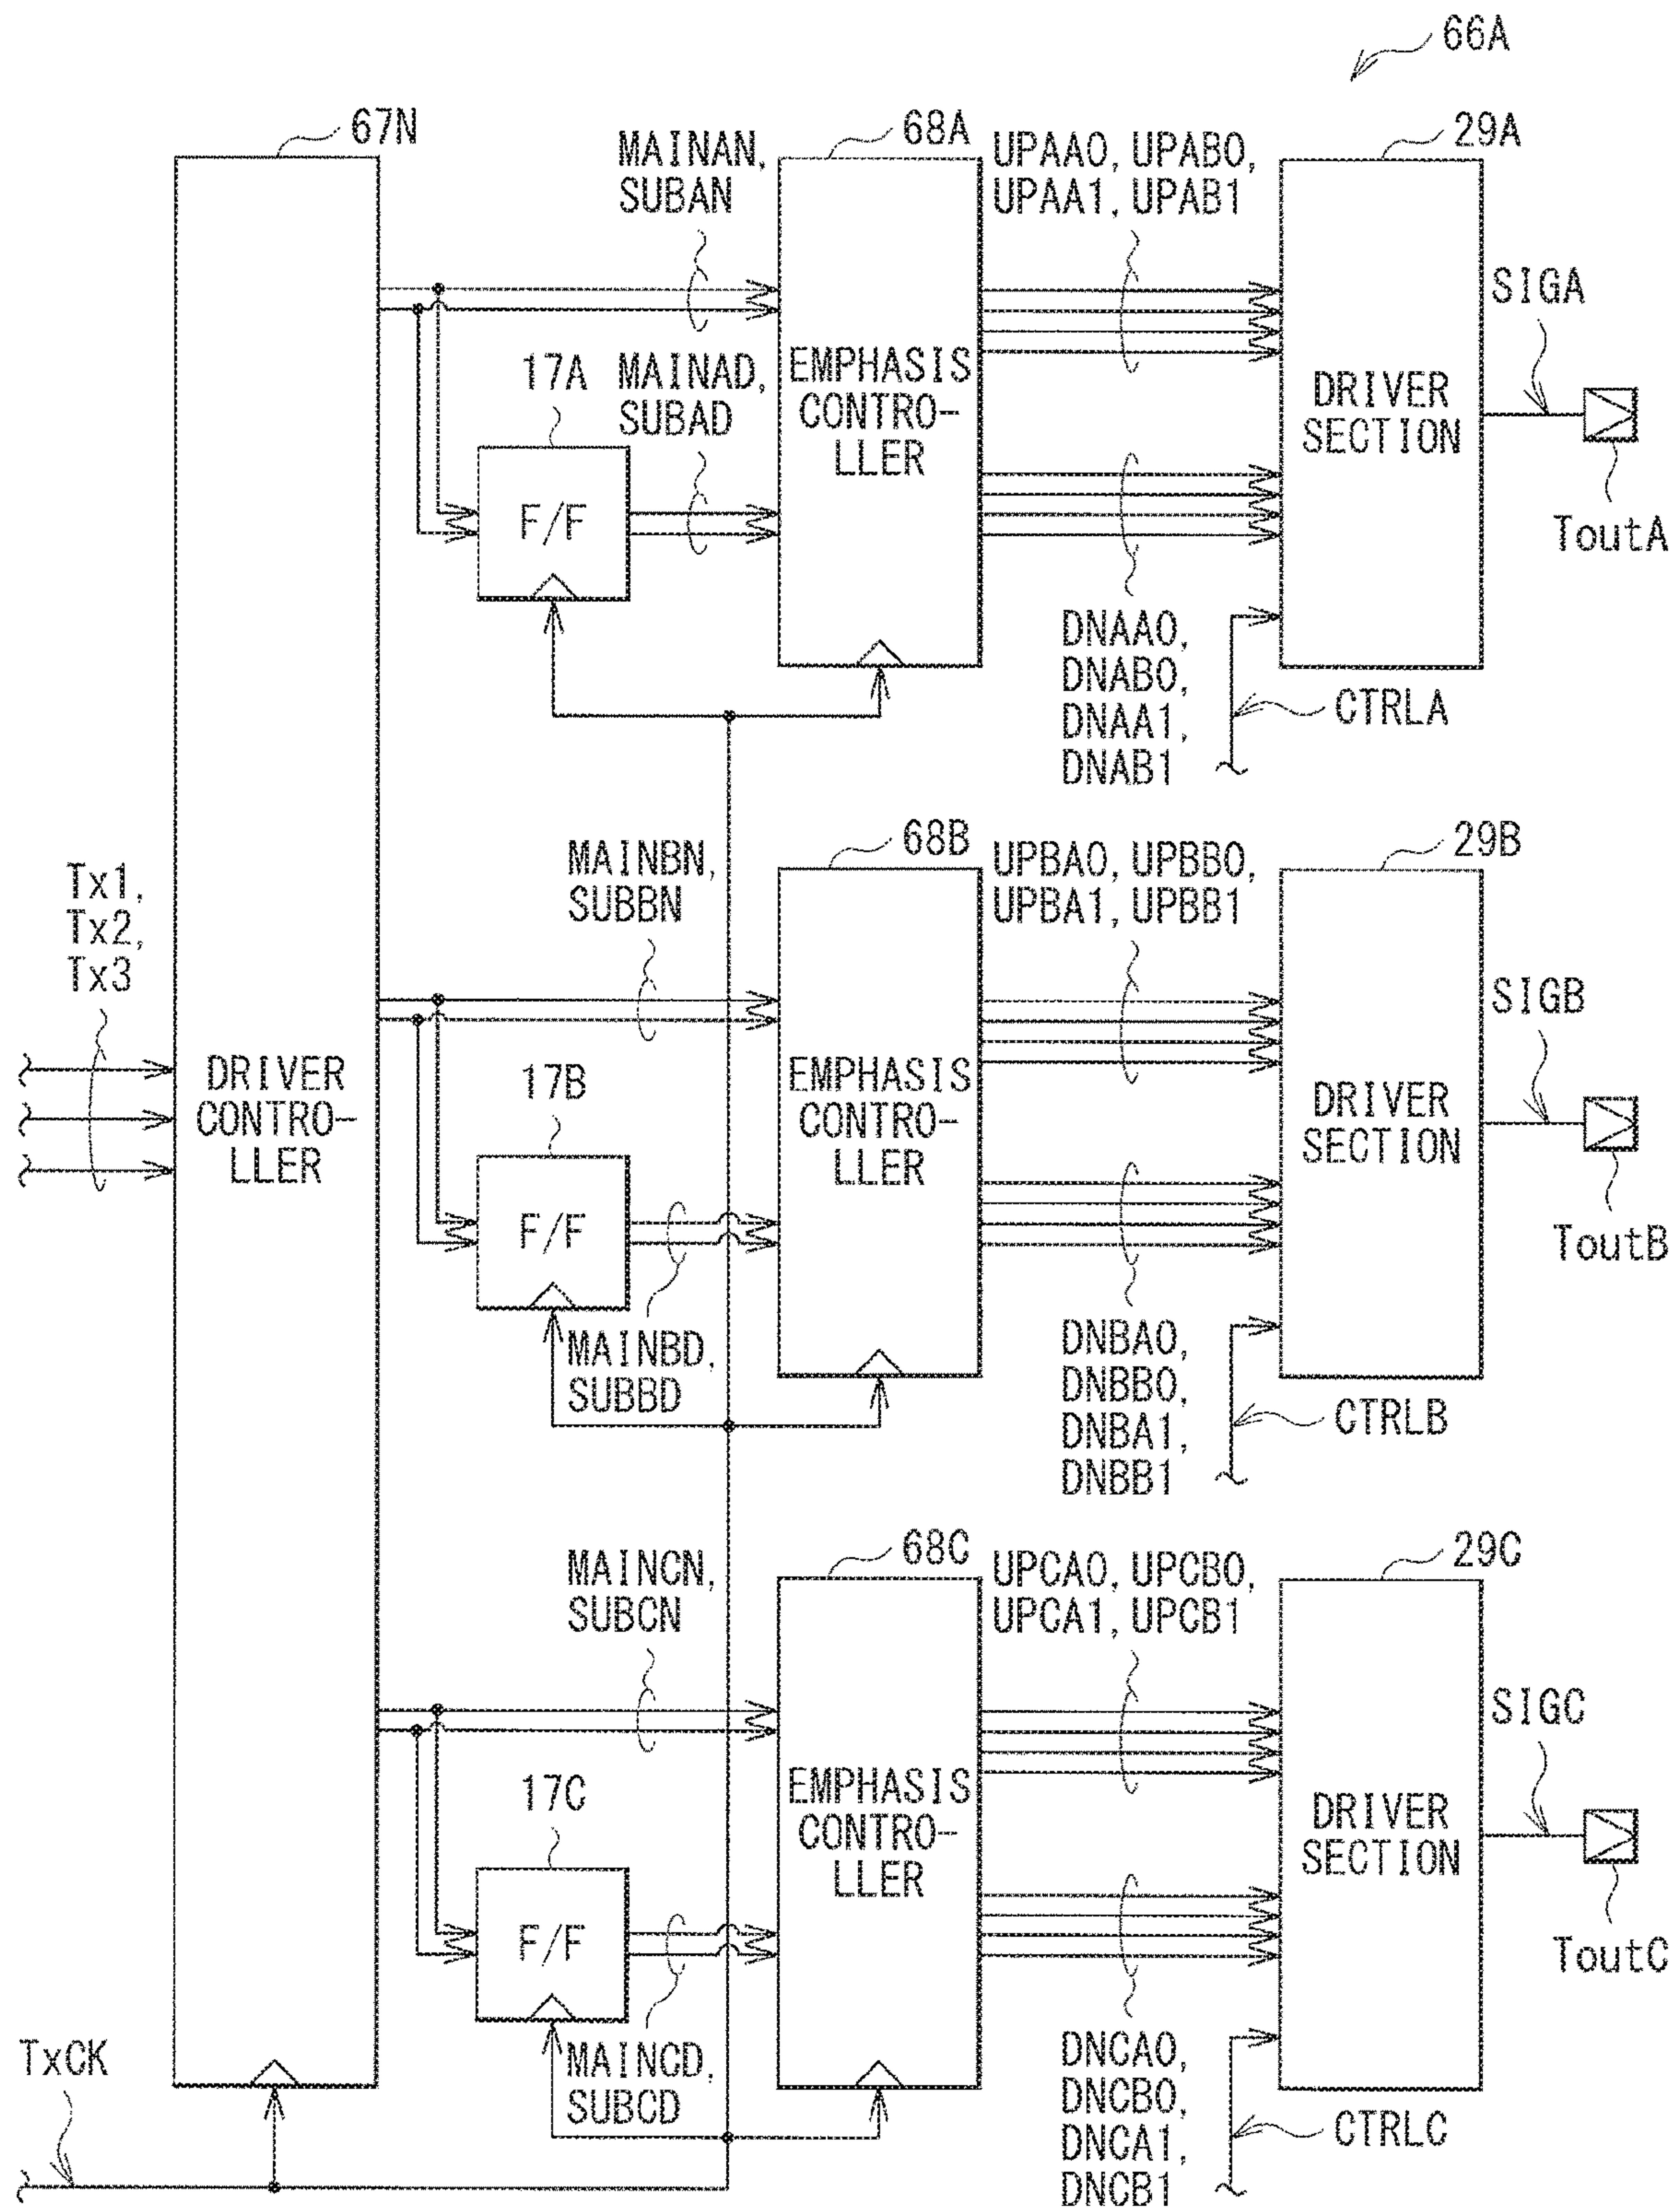 66A
67N
68A
29A
MAINAN,
SUBAN
UPAA0, UPAB0,
UPAA1, UPAB1
SIGA
17A
MAINAD,
SUBAD
EMPHASIS
CONTRO-
LLER
DRIVER
SECTION
F/F
ToutA
DNAA0,
DNAB0,
DNAA1,
DNAB1
CTRLA
68B
29B
MAINBN,
SUBBN
UPBA0, UPBB0,
UPBA1, UPBB1
Tx1,
Tx2,
Tx3
SIGB
DRIVER
CONTRO-
LLER
17B
EMPHASIS
CONTRO-
LLER
DRIVER
SECTION
F/F
ToutB
MAINBD,
SUBBD
DNBA0,
DNBB0,
DNBA1,
DNBB1
CTRLB
68C
29C
MAINCN,
SUBCN
UPCA0, UPCB0,
UPCA1, UPCB1
SIGC
17C
EMPHASIS
CONTRO-
LLER
DRIVER
SECTION
F/F
ToutC
TxCK
MAINCD,
SUBCD
DNCA0,
DNCB0,
DNCA1,
DNCB1
CTRLC